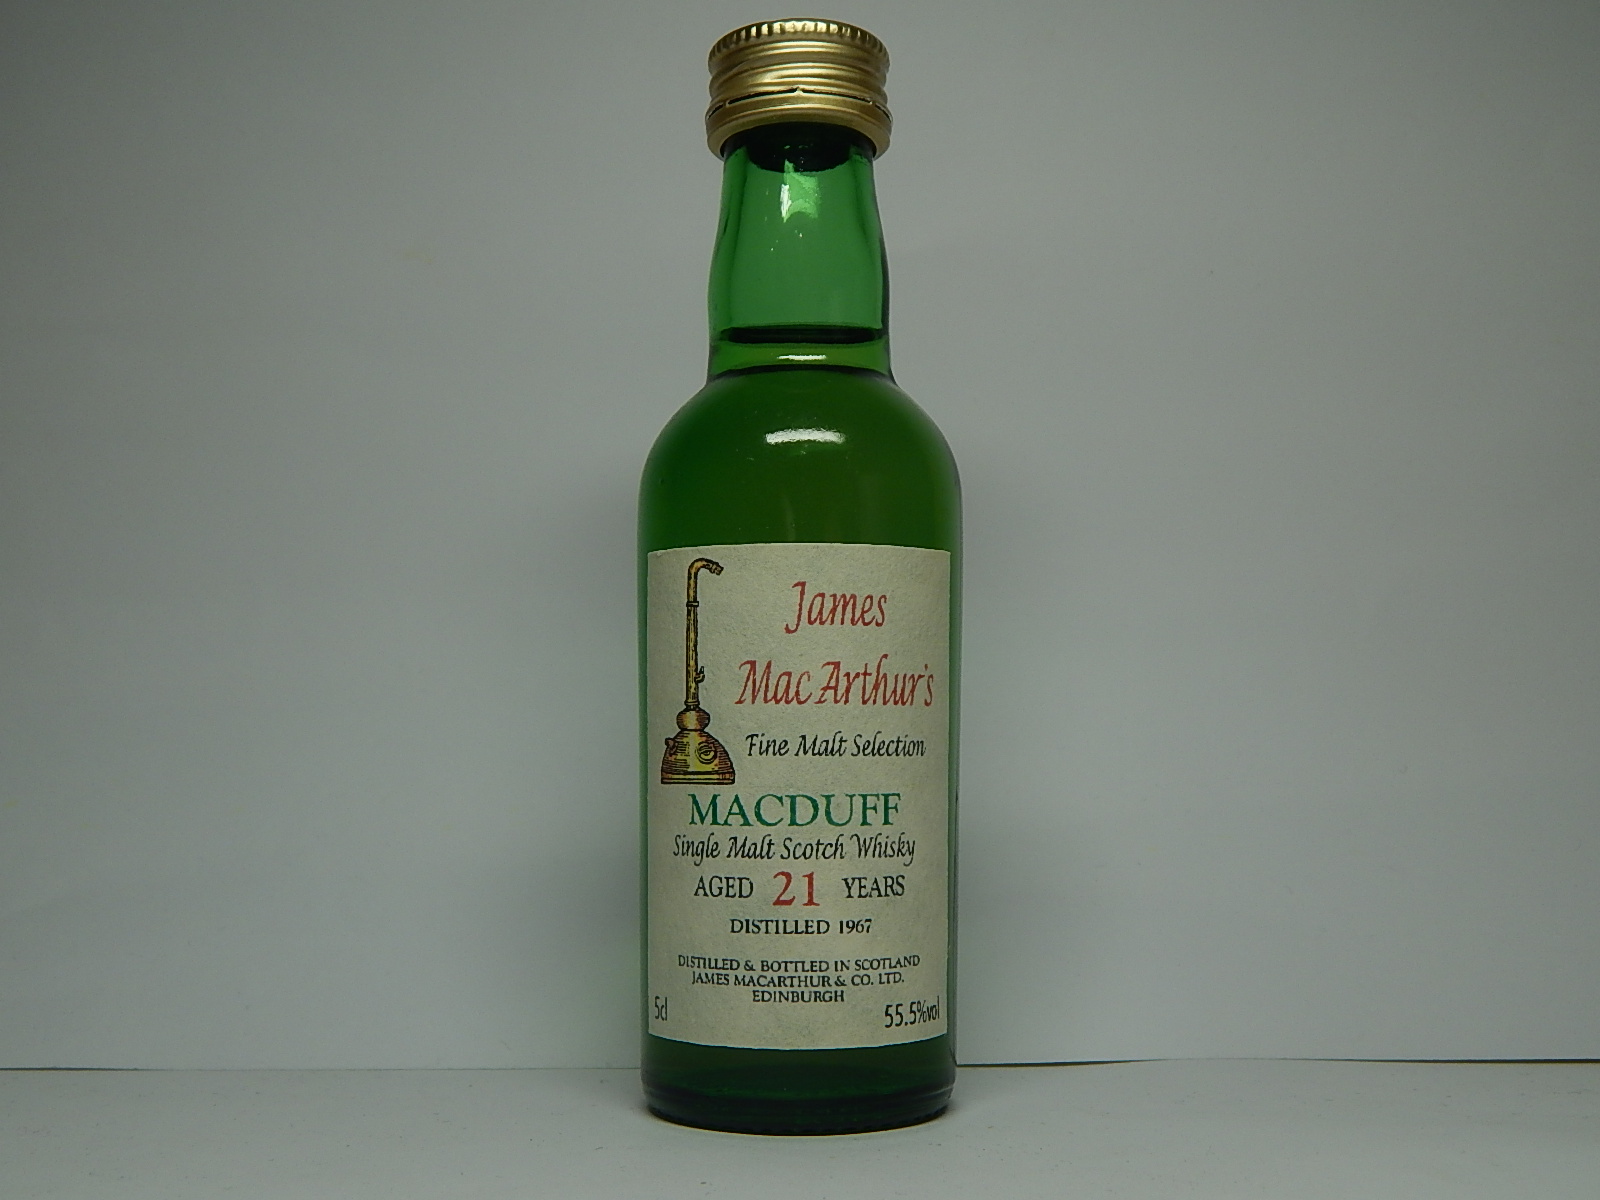 James
MacArthur's
Fine Malt Selection
MACDUFF
Single Malt Scotch Whisky
AGED 21 YEARS
DISTILLED 1967
DISTILLED & BOTTLED IN SCOTLAND
JAMES MACARTHUR & CO. LTD.
EDINBURGH
5cl 55.5%vol